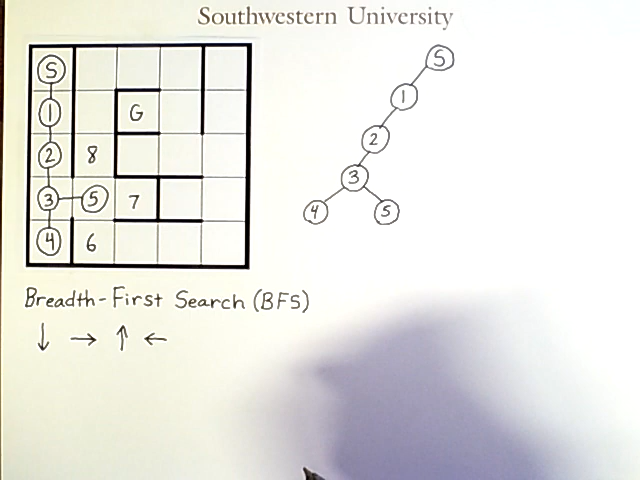 Southwestern University
S
1 G
2 8
3 5 7
4 6
S
1
2
3
4 5
Breadth-First Search (BFS)
↓ → ↑ ←